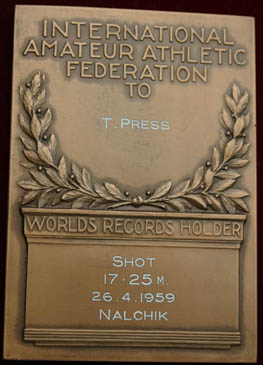 INTERNATIONAL
AMATEUR ATHLETIC
FEDERATION
TO
T. PRESS
WORLDS RECORDS HOLDER
SHOT
17·25 M.
26.4.1959
NALCHIK